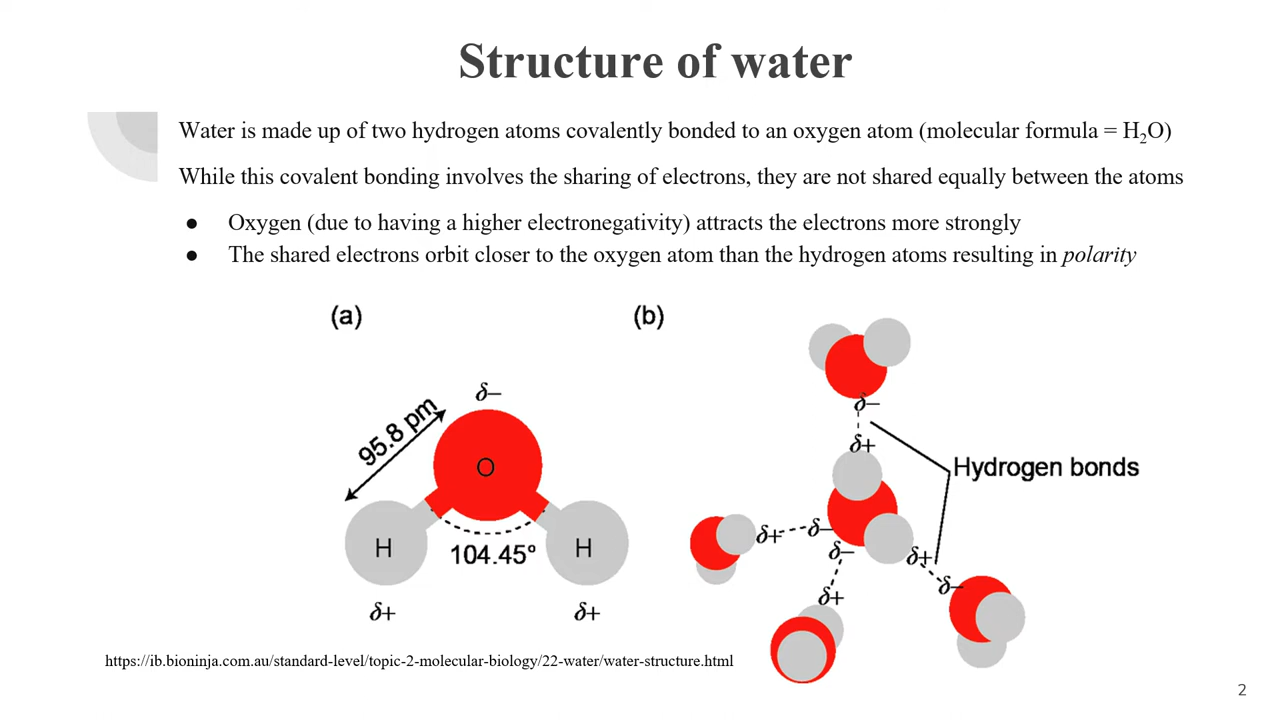 Structure of water
Water is made up of two hydrogen atoms covalently bonded to an oxygen atom (molecular formula = H₂O)
While this covalent bonding involves the sharing of electrons, they are not shared equally between the atoms
● Oxygen (due to having a higher electronegativity) attracts the electrons more strongly
● The shared electrons orbit closer to the oxygen atom than the hydrogen atoms resulting in polarity
(a)
δ−
95.8 pm
O
H
H
104.45°
δ+
δ+
(b)
δ−
δ+
Hydrogen bonds
δ+
δ−
δ−
δ+
δ+
δ−
https://ib.bioninja.com.au/standard-level/topic-2-molecular-biology/22-water/water-structure.html
2